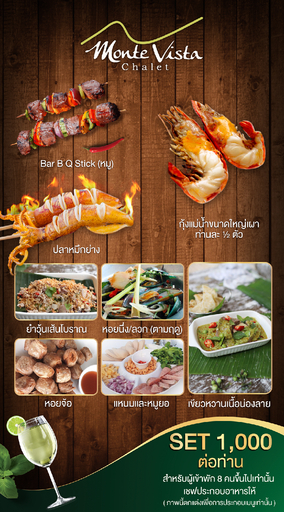 Monte Vista
Chalet
Bar B Q Stick (หมู)
กุ้งแม่น้ำขนาดใหญ่เผา
ท่านละ ½ ตัว
ปลาหมึกย่าง
ยำวุ้นเส้นโบราณ
หอยนึ่ง/ลวก (ตามฤดู)
หอยจ๊อ
แหนมและหมูยอ
เขียวหวานเนื้อน่องลาย
SET 1,000
ต่อท่าน
สำหรับผู้เข้าพัก 8 คนขึ้นไปเท่านั้น
เชฟประกอบอาหารให้
( ภาพนี้ตกแต่งเพื่อการประกอบเมนูเท่านั้น )